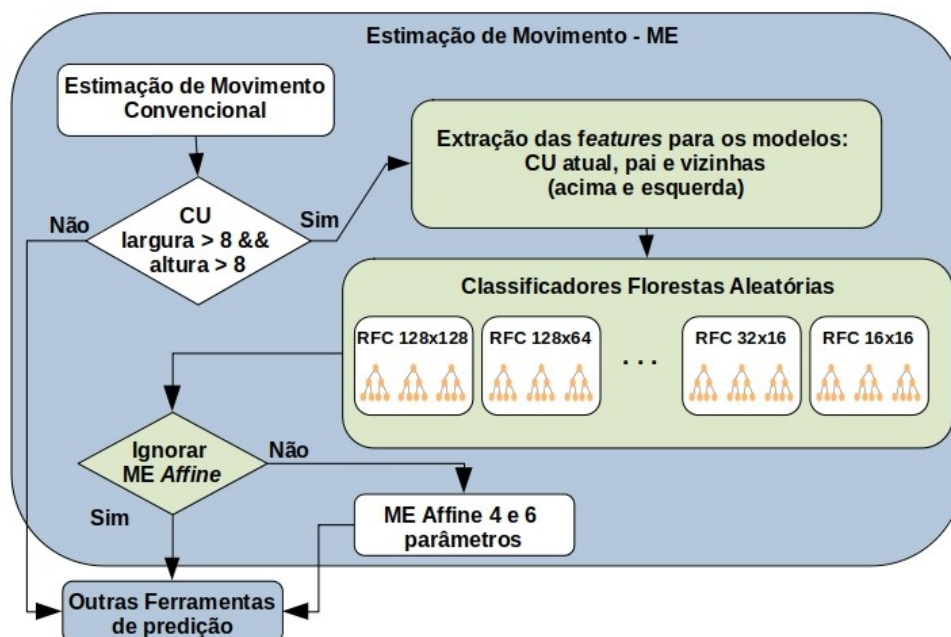 Estimação de Movimento - ME
Estimação de Movimento
Convencional
Extração das features para os modelos:
CU atual, pai e vizinhas
(acima e esquerda)
Não
Sim
CU
largura > 8 &&
altura > 8
Classificadores Florestas Aleatórias
RFC 128x128
RFC 128x64
. . .
RFC 32x16
RFC 16x16
Ignorar
ME Affine
Não
Sim
ME Affine 4 e 6
parâmetros
Outras Ferramentas
de predição